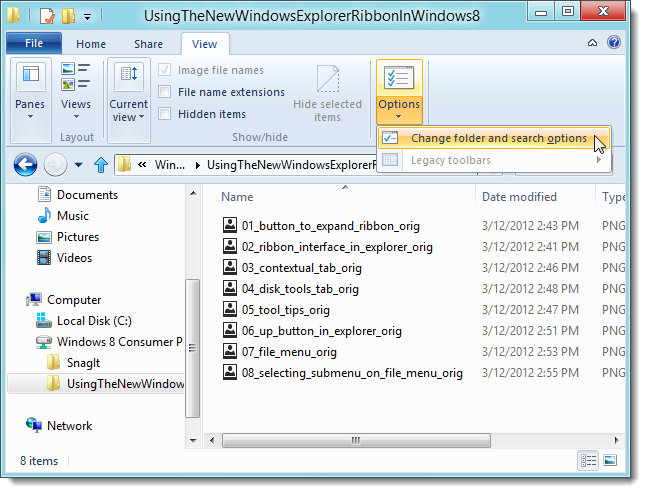 UsingTheNewWindowsExplorerRibbonInWindows8
File Home Share View
Panes
Views
Layout
Current view
Image file names
File name extensions
Hidden items
Hide selected items
Show/hide
Options
Change folder and search options
Legacy toolbars
« Win... UsingTheNewWindowsExplorerR
Documents
Music
Pictures
Videos
Computer
Local Disk (C:)
Windows 8 Consumer P
SnagIt
UsingTheNewWindow
Network
Name Date modified Type
01_button_to_expand_ribbon_orig 3/12/2012 2:43 PM PNG
02_ribbon_interface_in_explorer_orig 3/12/2012 2:41 PM PNG
03_contextual_tab_orig 3/12/2012 2:46 PM PNG
04_disk_tools_tab_orig 3/12/2012 2:48 PM PNG
05_tool_tips_orig 3/12/2012 2:47 PM PNG
06_up_button_in_explorer_orig 3/12/2012 2:51 PM PNG
07_file_menu_orig 3/12/2012 2:53 PM PNG
08_selecting_submenu_on_file_menu_orig 3/12/2012 2:55 PM PNG
8 items